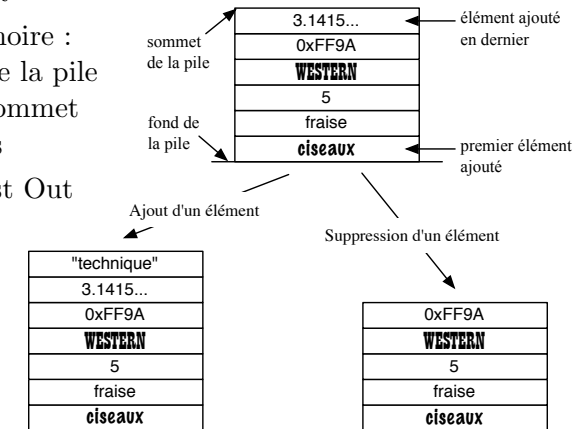 noire :
e la pile
ommet
s
st Out
sommet
de la pile
fond de
la pile
3.1415...
0xFF9A
WESTERN
5
fraise
ciseaux
élément ajouté
en dernier
premier élément
ajouté
Ajout d'un élément
Suppression d'un élément
"technique"
3.1415...
0xFF9A
WESTERN
5
fraise
ciseaux
0xFF9A
WESTERN
5
fraise
ciseaux